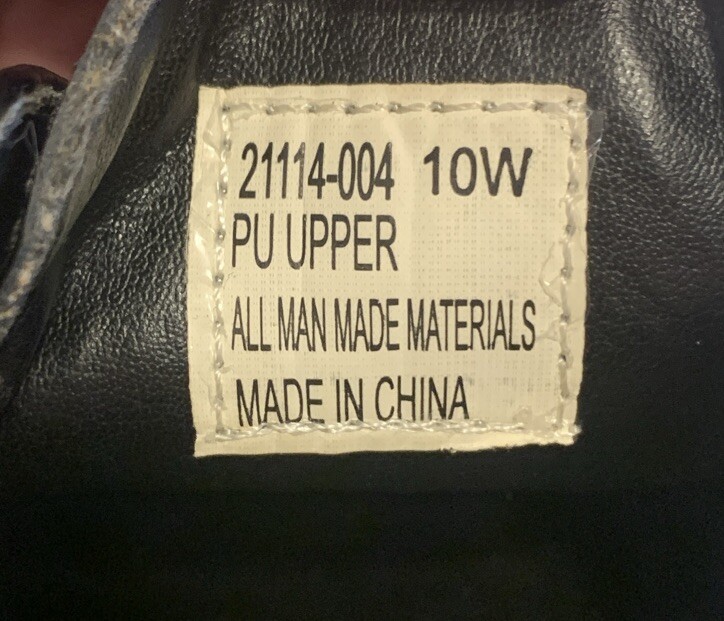 21114-004 10W
PU UPPER
ALL MAN MADE MATERIALS
MADE IN CHINA